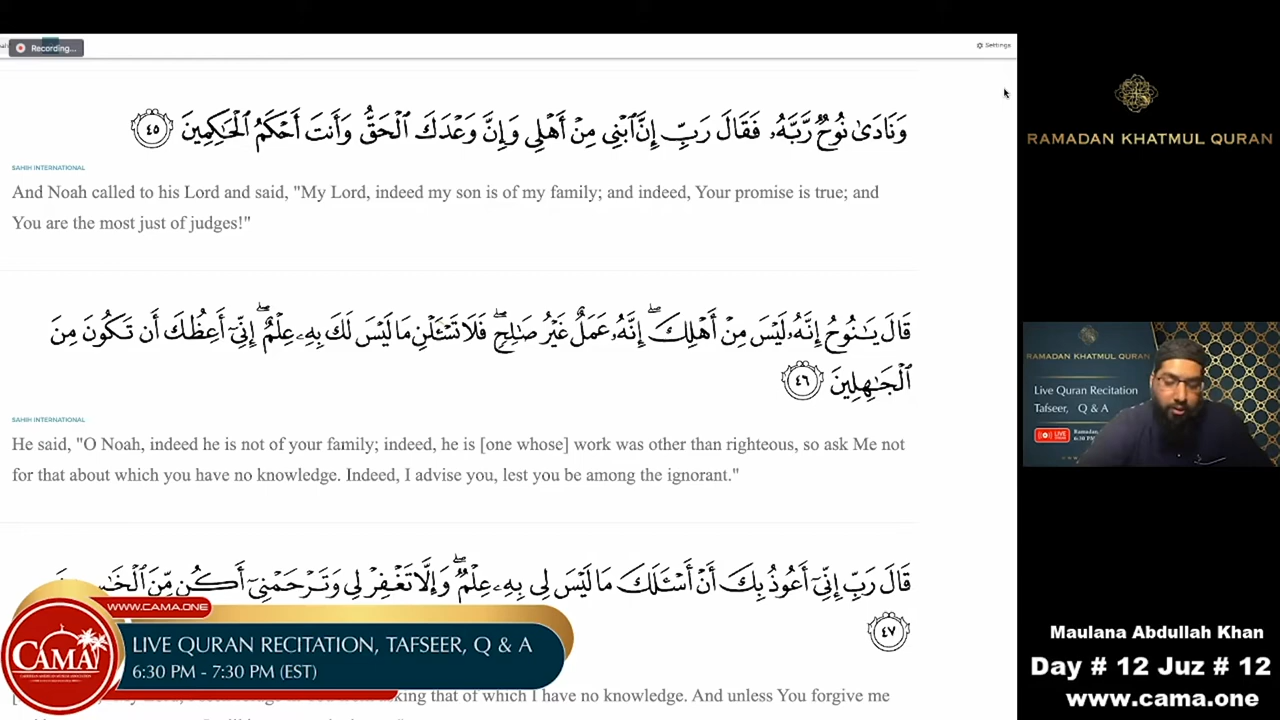 Recording...
Settings
وَنَادَىٰ نُوحٌ رَّبَّهُۥ فَقَالَ رَبِّ إِنَّ ٱبْنِى مِنْ أَهْلِى وَإِنَّ وَعْدَكَ ٱلْحَقُّ وَأَنتَ أَحْكَمُ ٱلْحَـٰكِمِينَ ٤٥
SAHIH INTERNATIONAL
And Noah called to his Lord and said, "My Lord, indeed my son is of my family; and indeed, Your promise is true; and
You are the most just of judges!"
قَالَ يَـٰنُوحُ إِنَّهُۥ لَيْسَ مِنْ أَهْلِكَ ۖ إِنَّهُۥ عَمَلٌ غَيْرُ صَـٰلِحٍ ۖ فَلَا تَسْـَٔلْنِ مَا لَيْسَ لَكَ بِهِۦ عِلْمٌ ۖ إِنِّىٓ أَعِظُكَ أَن تَكُونَ مِنَ
ٱلْجَـٰهِلِينَ ٤٦
SAHIH INTERNATIONAL
He said, "O Noah, indeed he is not of your family; indeed, he is [one whose] work was other than righteous, so ask Me not
for that about which you have no knowledge. Indeed, I advise you, lest you be among the ignorant."
قَالَ رَبِّ إِنِّىٓ أَعُوذُ بِكَ أَنْ أَسْـَٔلَكَ مَا لَيْسَ لِى بِهِۦ عِلْمٌ ۖ وَإِلَّا تَغْفِرْ لِى وَتَرْحَمْنِىٓ أَكُن مِّنَ
٤٧
that of which I have no knowledge. And unless You forgive me
WWW.CAMA.ONE
CAMA
LIVE QURAN RECITATION, TAFSEER, Q & A
6:30 PM - 7:30 PM (EST)
RAMADAN KHATMUL QURAN
RAMADAN KHATMUL QURAN
Live Quran Recitation
Tafseer, Q & A
LIVE
Maulana Abdullah Khan
Day # 12 Juz # 12
www.cama.one